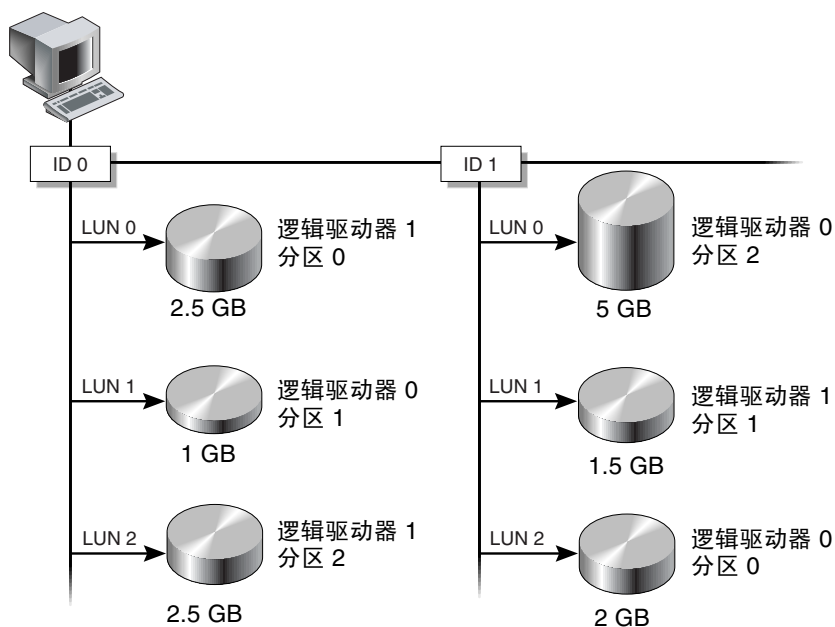 ID 0
ID 1
LUN 0
逻辑驱动器 1
分区 0
2.5 GB
LUN 0
逻辑驱动器 0
分区 2
5 GB
LUN 1
逻辑驱动器 0
分区 1
1 GB
LUN 1
逻辑驱动器 1
分区 1
1.5 GB
LUN 2
逻辑驱动器 1
分区 2
2.5 GB
LUN 2
逻辑驱动器 0
分区 0
2 GB